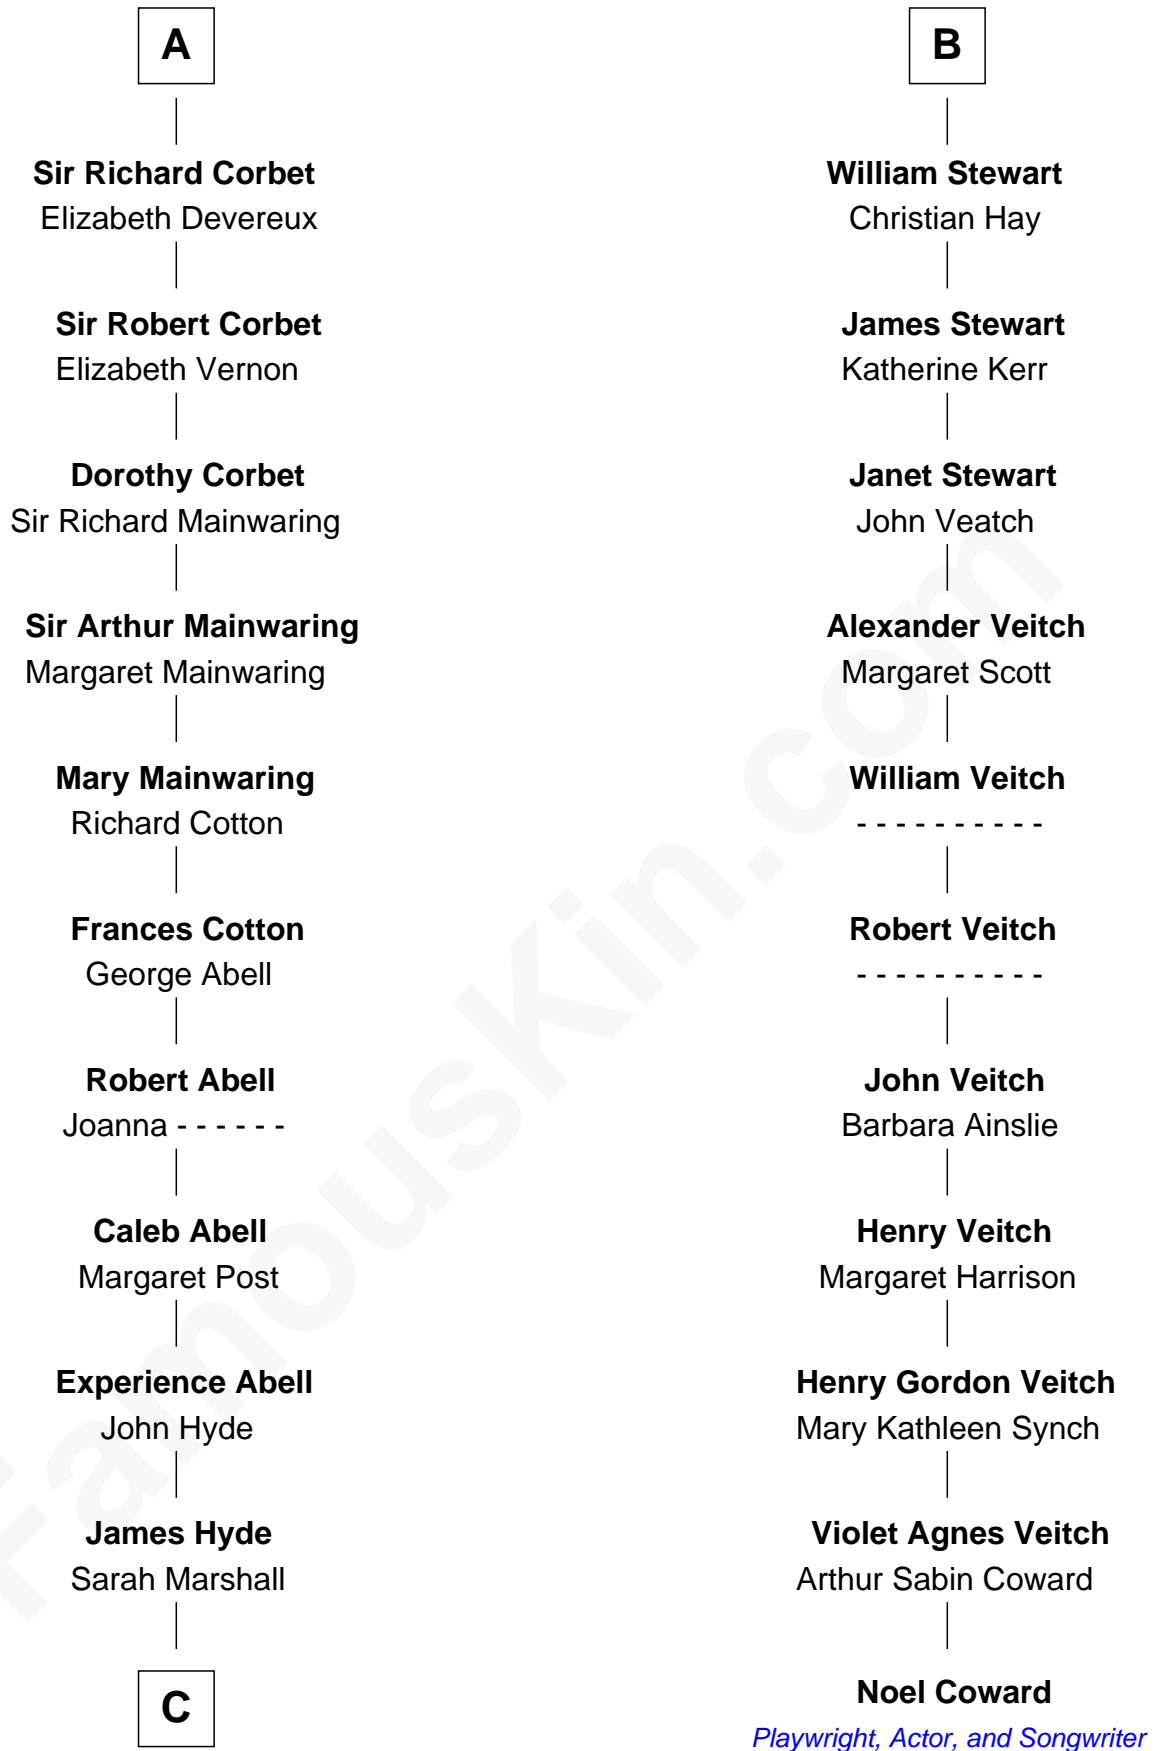 A
Sir Richard Corbet
Elizabeth Devereux
Sir Robert Corbet
Elizabeth Vernon
Dorothy Corbet
Sir Richard Mainwaring
Sir Arthur Mainwaring
Margaret Mainwaring
Mary Mainwaring
Richard Cotton
Frances Cotton
George Abell
Robert Abell
Joanna - - - - - -
Caleb Abell
Margaret Post
Experience Abell
John Hyde
James Hyde
Sarah Marshall
C
B
William Stewart
Christian Hay
James Stewart
Katherine Kerr
Janet Stewart
John Veatch
Alexander Veitch
Margaret Scott
William Veitch
- - - - - - - - - -
Robert Veitch
- - - - - - - - - -
John Veitch
Barbara Ainslie
Henry Veitch
Margaret Harrison
Henry Gordon Veitch
Mary Kathleen Synch
Violet Agnes Veitch
Arthur Sabin Coward
Noel Coward
Playwright, Actor, and Songwriter
FamousKin.com